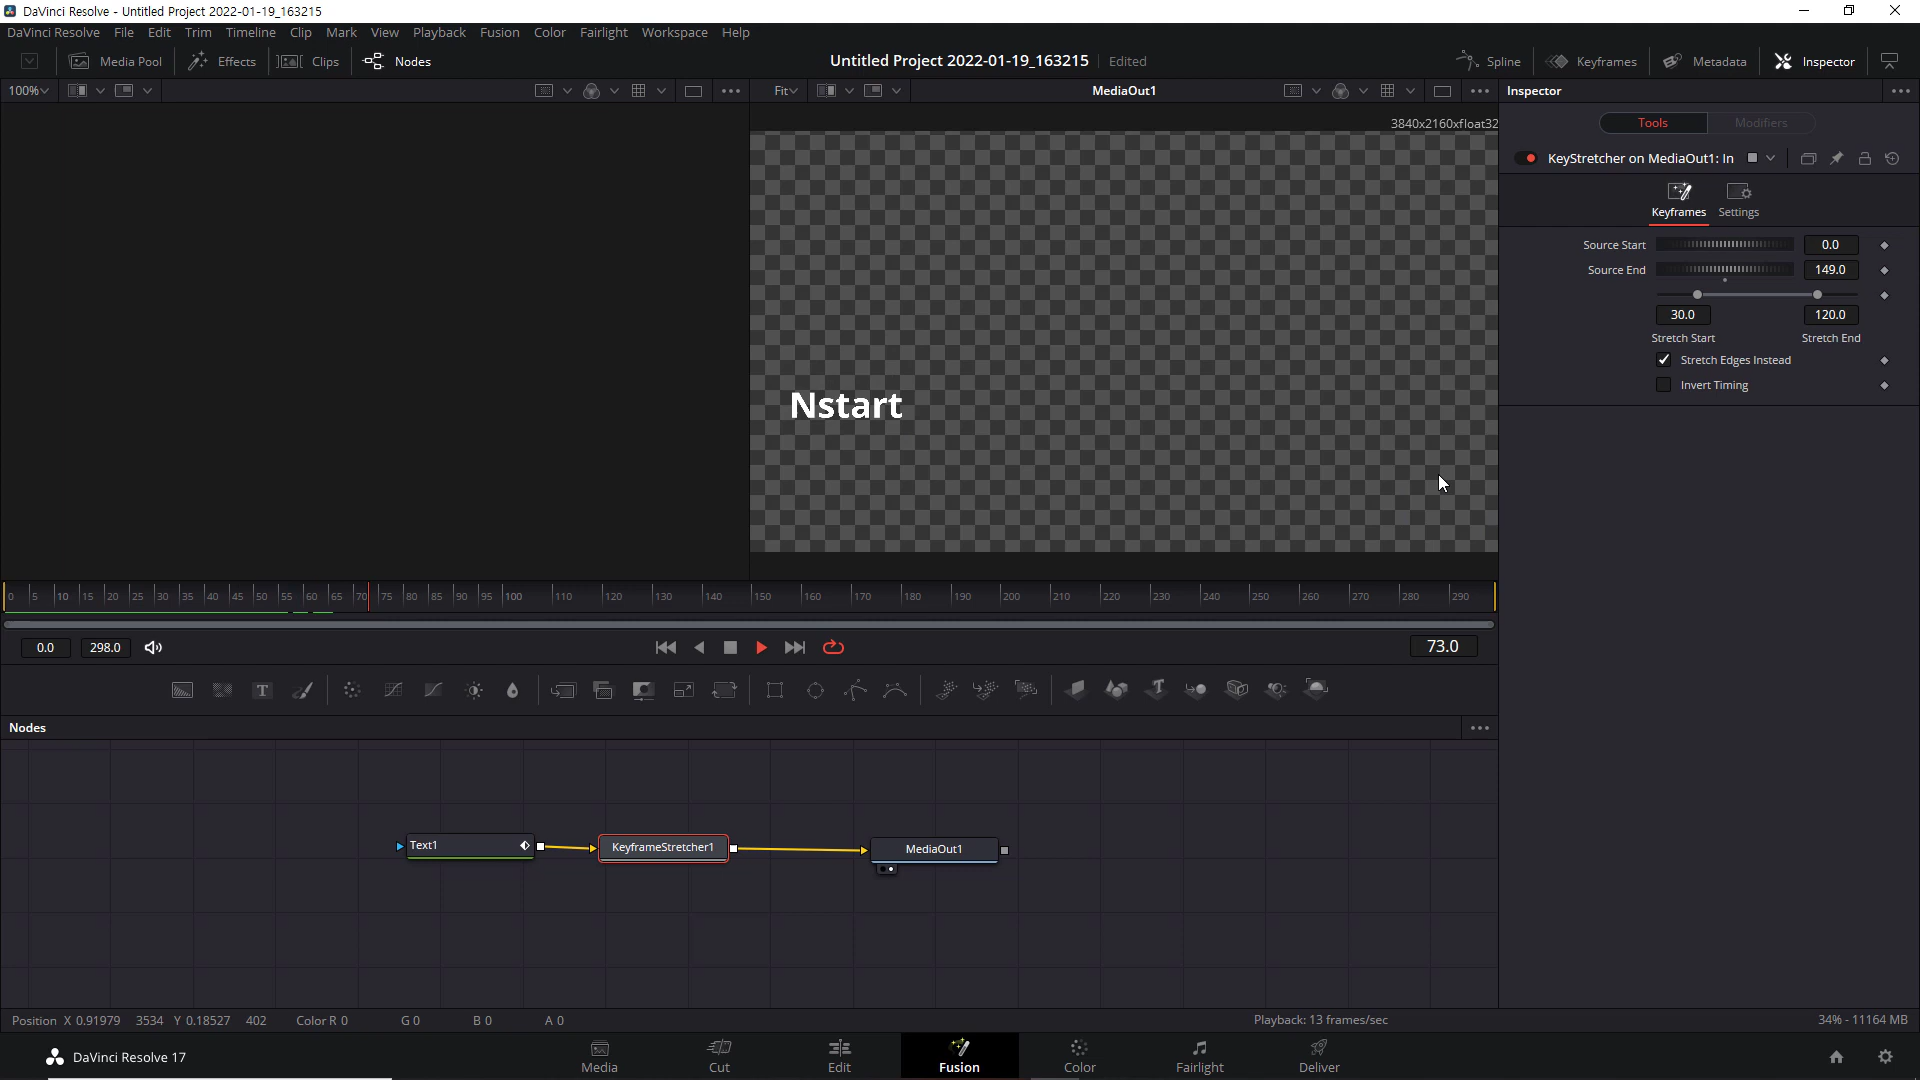 DaVinci Resolve - Untitled Project 2022-01-19_163215
DaVinci Resolve File Edit Trim Timeline Clip Mark View Playback Fusion Color Fairlight Workspace Help
Media Pool Effects Clips Nodes Untitled Project 2022-01-19_163215 Edited Spline Keyframes Metadata Inspector
100% Fit MediaOut1 Inspector
3840x2160xfloat32
Tools Modifiers
KeyStretcher on MediaOut1: In
Keyframes Settings
Source Start 0.0
Source End 149.0
30.0 120.0
Stretch Start Stretch End
Stretch Edges Instead
Invert Timing
Nstart
0 5 10 15 20 25 30 35 40 45 50 55 60 65 70 75 80 85 90 95 100 110 120 130 140 150 160 170 180 190 200 210 220 230 240 250 260 270 280 290
0.0 298.0 73.0
T
Nodes
Text1 KeyframeStretcher1 MediaOut1
Position X 0.91979 3534 Y 0.18527 402 Color R 0 G 0 B 0 A 0 Playback: 13 frames/sec 34% - 11164 MB
DaVinci Resolve 17 Media Cut Edit Fusion Color Fairlight Deliver